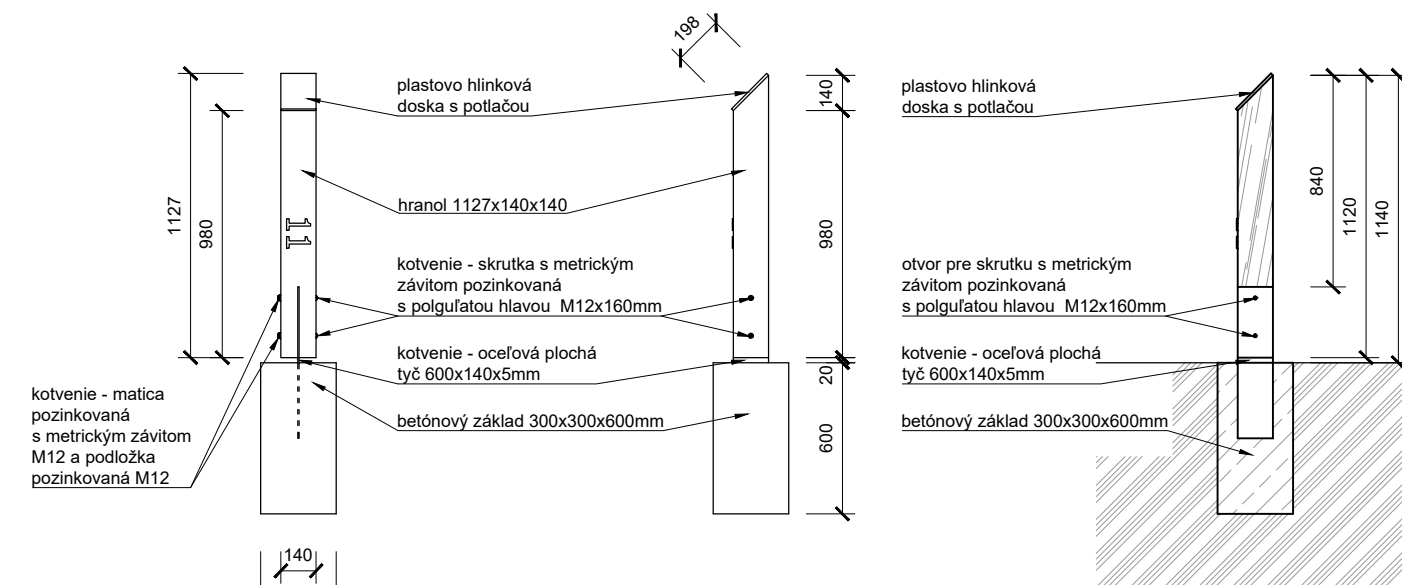 198
plastovo hlinková
doska s potlačou
140
plastovo hlinková
doska s potlačou
1127
980
hranol 1127x140x140
11
980
840
1120
1140
kotvenie - skrutka s metrickým
závitom pozinkovaná
s polguľatou hlavou  M12x160mm
otvor pre skrutku s metrickým
závitom pozinkovaná
s polguľatou hlavou  M12x160mm
kotvenie - oceľová plochá
tyč 600x140x5mm
20
kotvenie - oceľová plochá
tyč 600x140x5mm
kotvenie - matica
pozinkovaná
s metrickým závitom
M12 a podložka
pozinkovaná M12
betónový základ 300x300x600mm
600
betónový základ 300x300x600mm
140